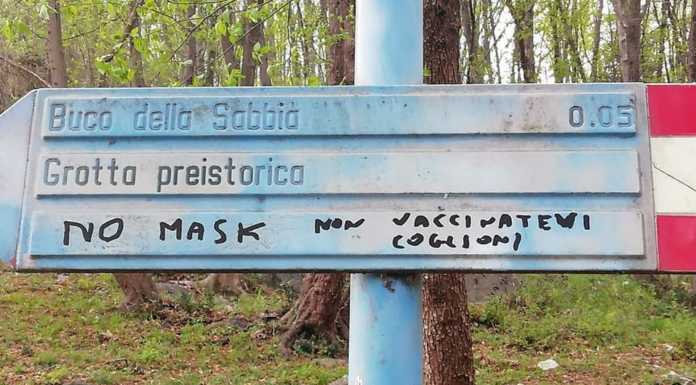 Buco della Sabbia 0.05
Grotta preistorica
NO MASK NON VACCINATEVI
COGLIONI